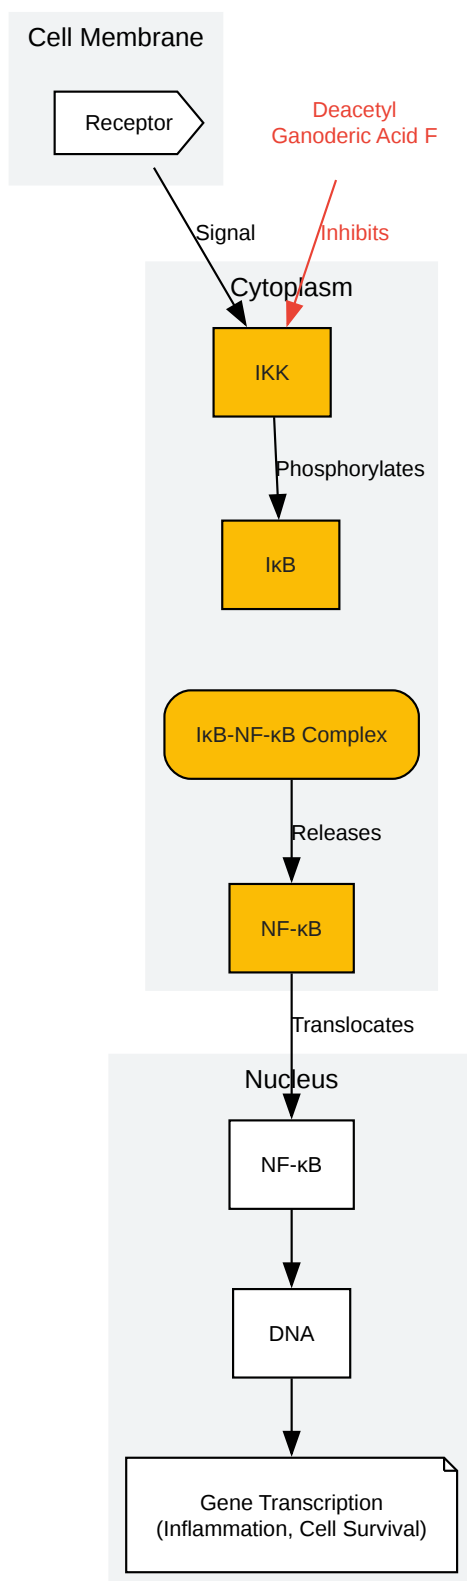 Cell Membrane
Receptor
Deacetyl
Ganoderic Acid F
Signal
Inhibits
Cytoplasm
IKK
Phosphorylates
IκB
IκB-NF-κB Complex
Releases
NF-κB
Translocates
Nucleus
NF-κB
DNA
Gene Transcription
(Inflammation, Cell Survival)